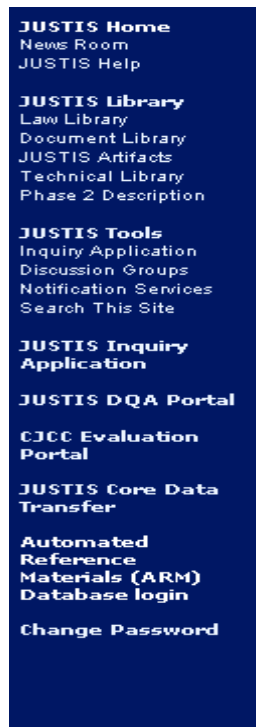 JUSTIS Home
News Room
JUSTIS Help
JUSTIS Library
Law Library
Document Library
JUSTIS Artifacts
Technical Library
Phase 2 Description
JUSTIS Tools
Inquiry Application
Discussion Groups
Notification Services
Search This Site
JUSTIS Inquiry
Application
JUSTIS DQA Portal
CJCC Evaluation
Portal
JUSTIS Core Data
Transfer
Automated
Reference
Materials (ARM)
Database login
Change Password